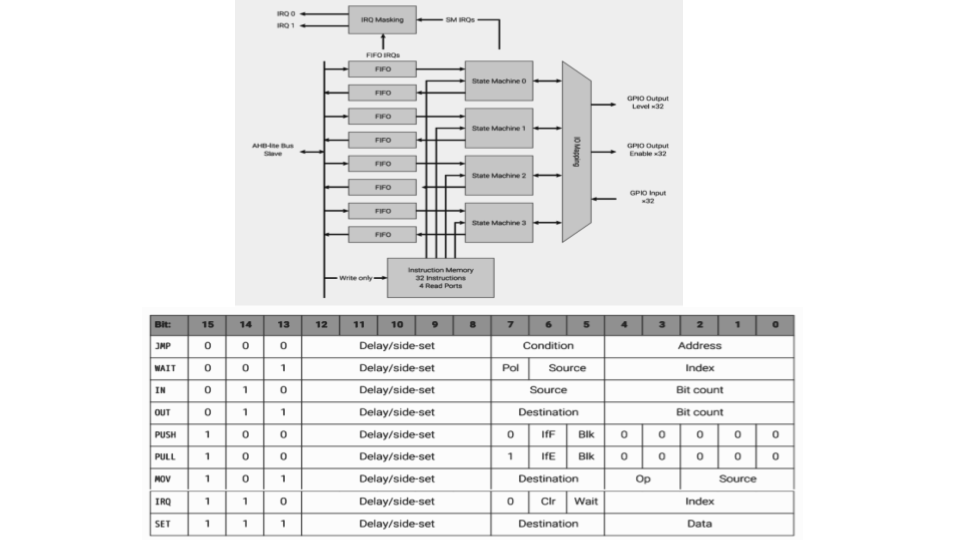 IRQ 0
IRQ 1
IRQ Masking
SM IRQs
FIFO IRQs
FIFO
FIFO
FIFO
FIFO
FIFO
FIFO
FIFO
FIFO
State Machine 0
State Machine 1
State Machine 2
State Machine 3
AHB-lite Bus
Slave
IO Mapping
GPIO Output
Level ×32
GPIO Output
Enable ×32
GPIO Input
×32
Write only
Instruction Memory
32 Instructions
4 Read Ports
Bit: 15 14 13 12 11 10 9 8 7 6 5 4 3 2 1 0
JMP 0 0 0 Delay/side-set Condition Address
WAIT 0 0 1 Delay/side-set Pol Source Index
IN 0 1 0 Delay/side-set Source Bit count
OUT 0 1 1 Delay/side-set Destination Bit count
PUSH 1 0 0 Delay/side-set 0 IfF Blk 0 0 0 0 0
PULL 1 0 0 Delay/side-set 1 IfE Blk 0 0 0 0 0
MOV 1 0 1 Delay/side-set Destination Op Source
IRQ 1 1 0 Delay/side-set 0 Clr Wait Index
SET 1 1 1 Delay/side-set Destination Data